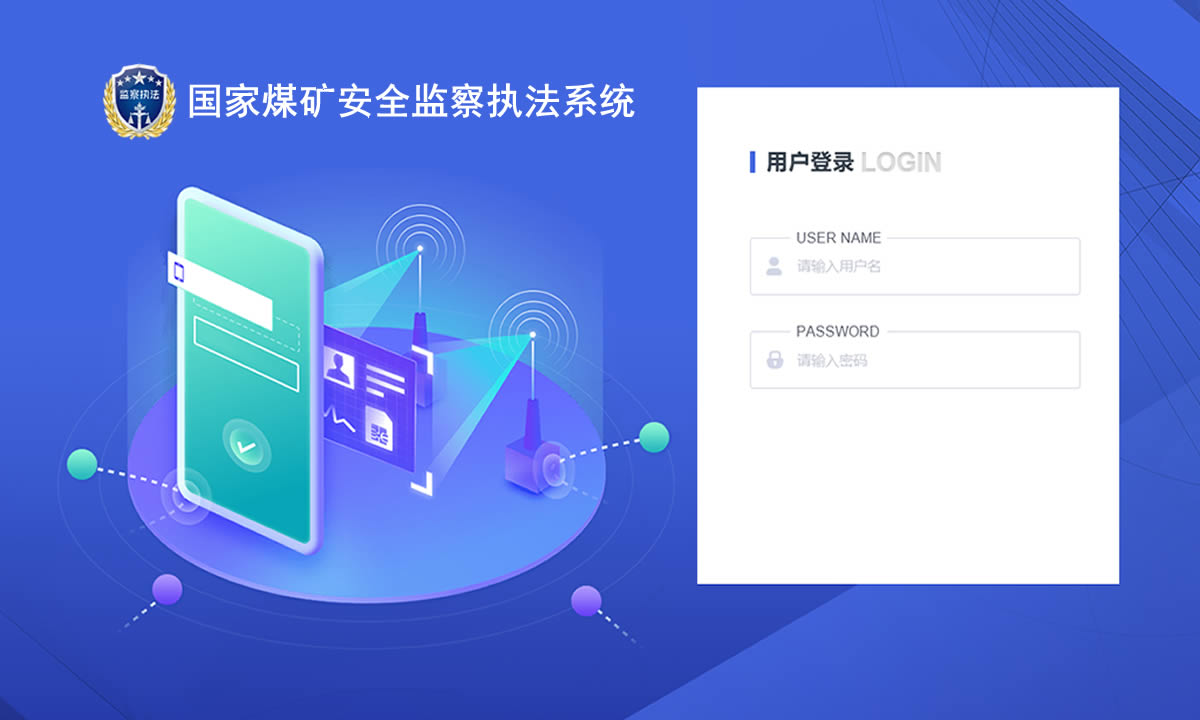 监察执法
国家煤矿安全监察执法系统
用户登录 LOGIN
USER NAME
请输入用户名
PASSWORD
请输入密码